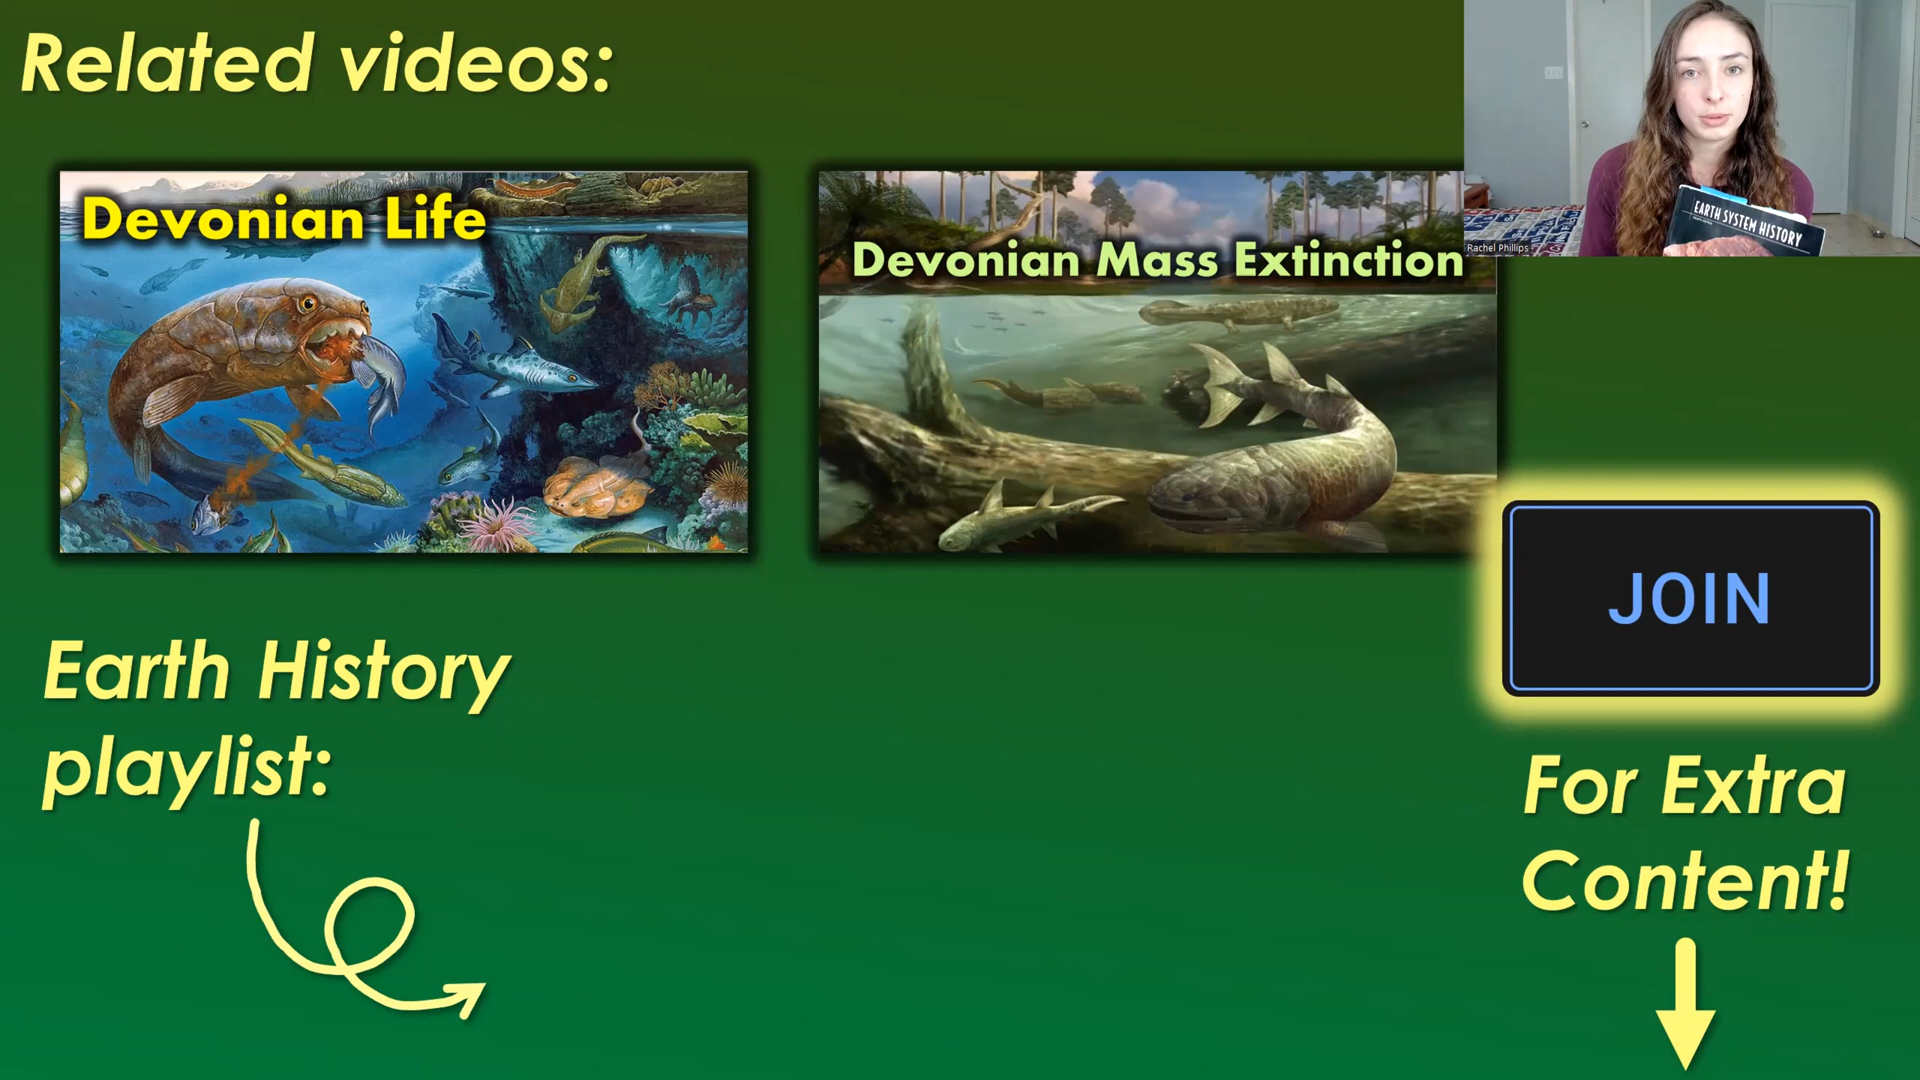 Related videos:
Devonian Life
Devonian Mass Extinction
EARTH SYSTEM HISTORY
Rachel Phillips
JOIN
Earth History
playlist:
For Extra
Content!